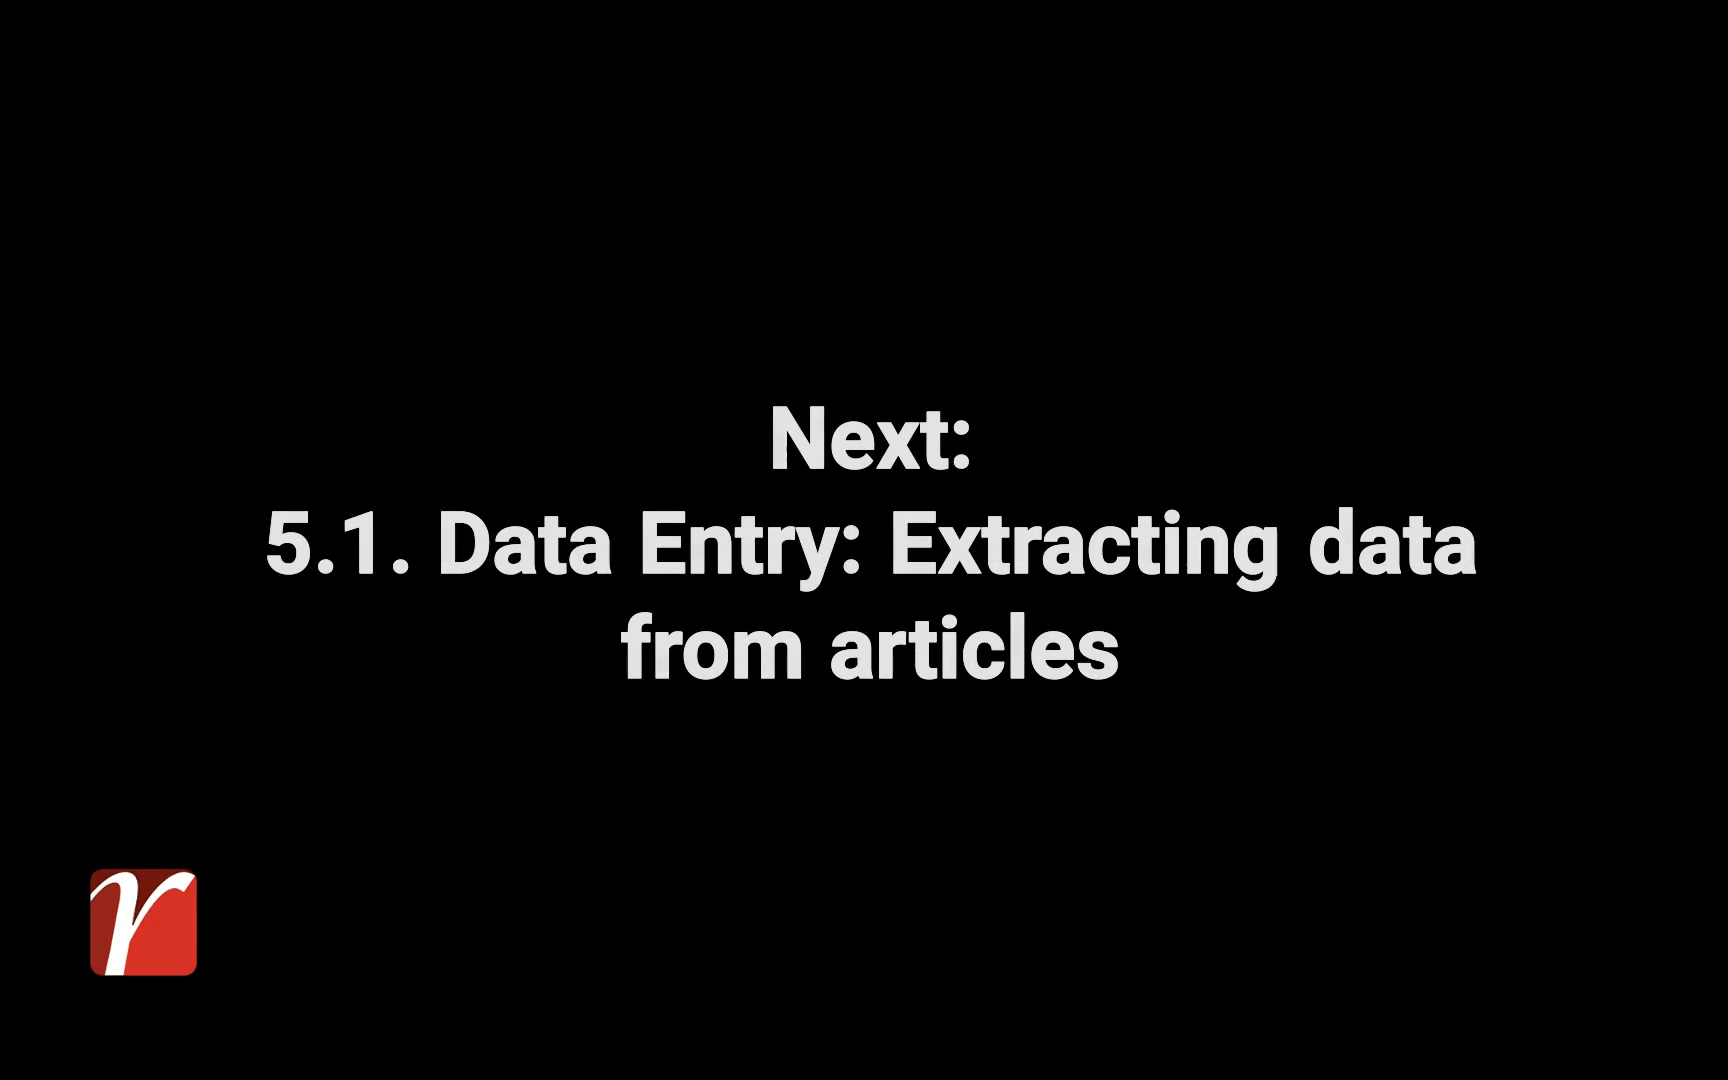 Next:
5.1. Data Entry: Extracting data
from articles
r